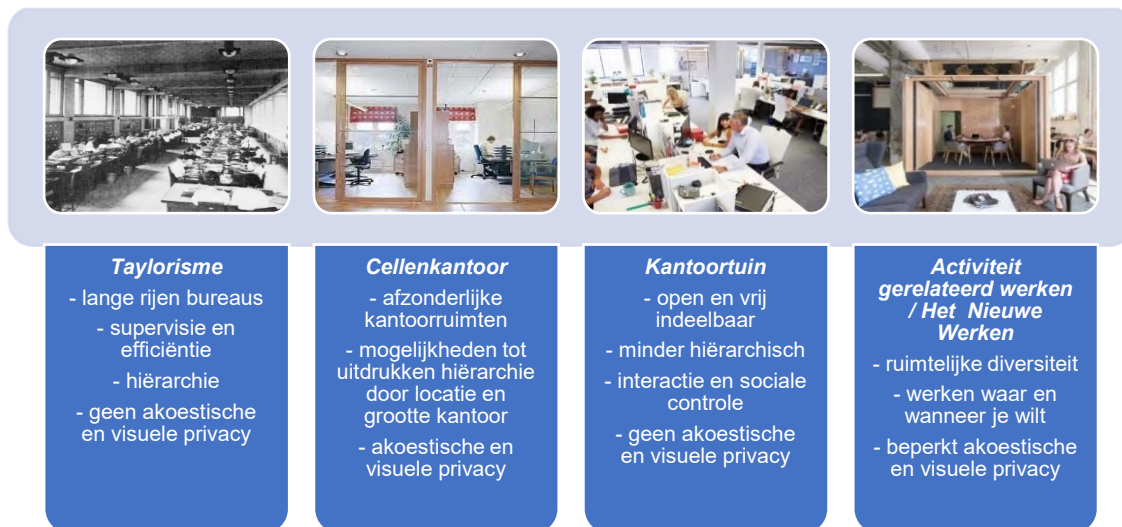 Taylorisme
- lange rijen bureaus
- supervisie en
efficiëntie
- hiërarchie
- geen akoestische
en visuele privacy
Cellenkantoor
- afzonderlijke
kantoorruimten
- mogelijkheden tot
uitdrukken hiërarchie
door locatie en
grootte kantoor
- akoestische en
visuele privacy
Kantoortuin
- open en vrij
indeelbaar
- minder hiërarchisch
- interactie en sociale
controle
- geen akoestische
en visuele privacy
Activiteit
gerelateerd werken
/ Het Nieuwe
Werken
- ruimtelijke diversiteit
- werken waar en
wanneer je wilt
- beperkt akoestische
en visuele privacy